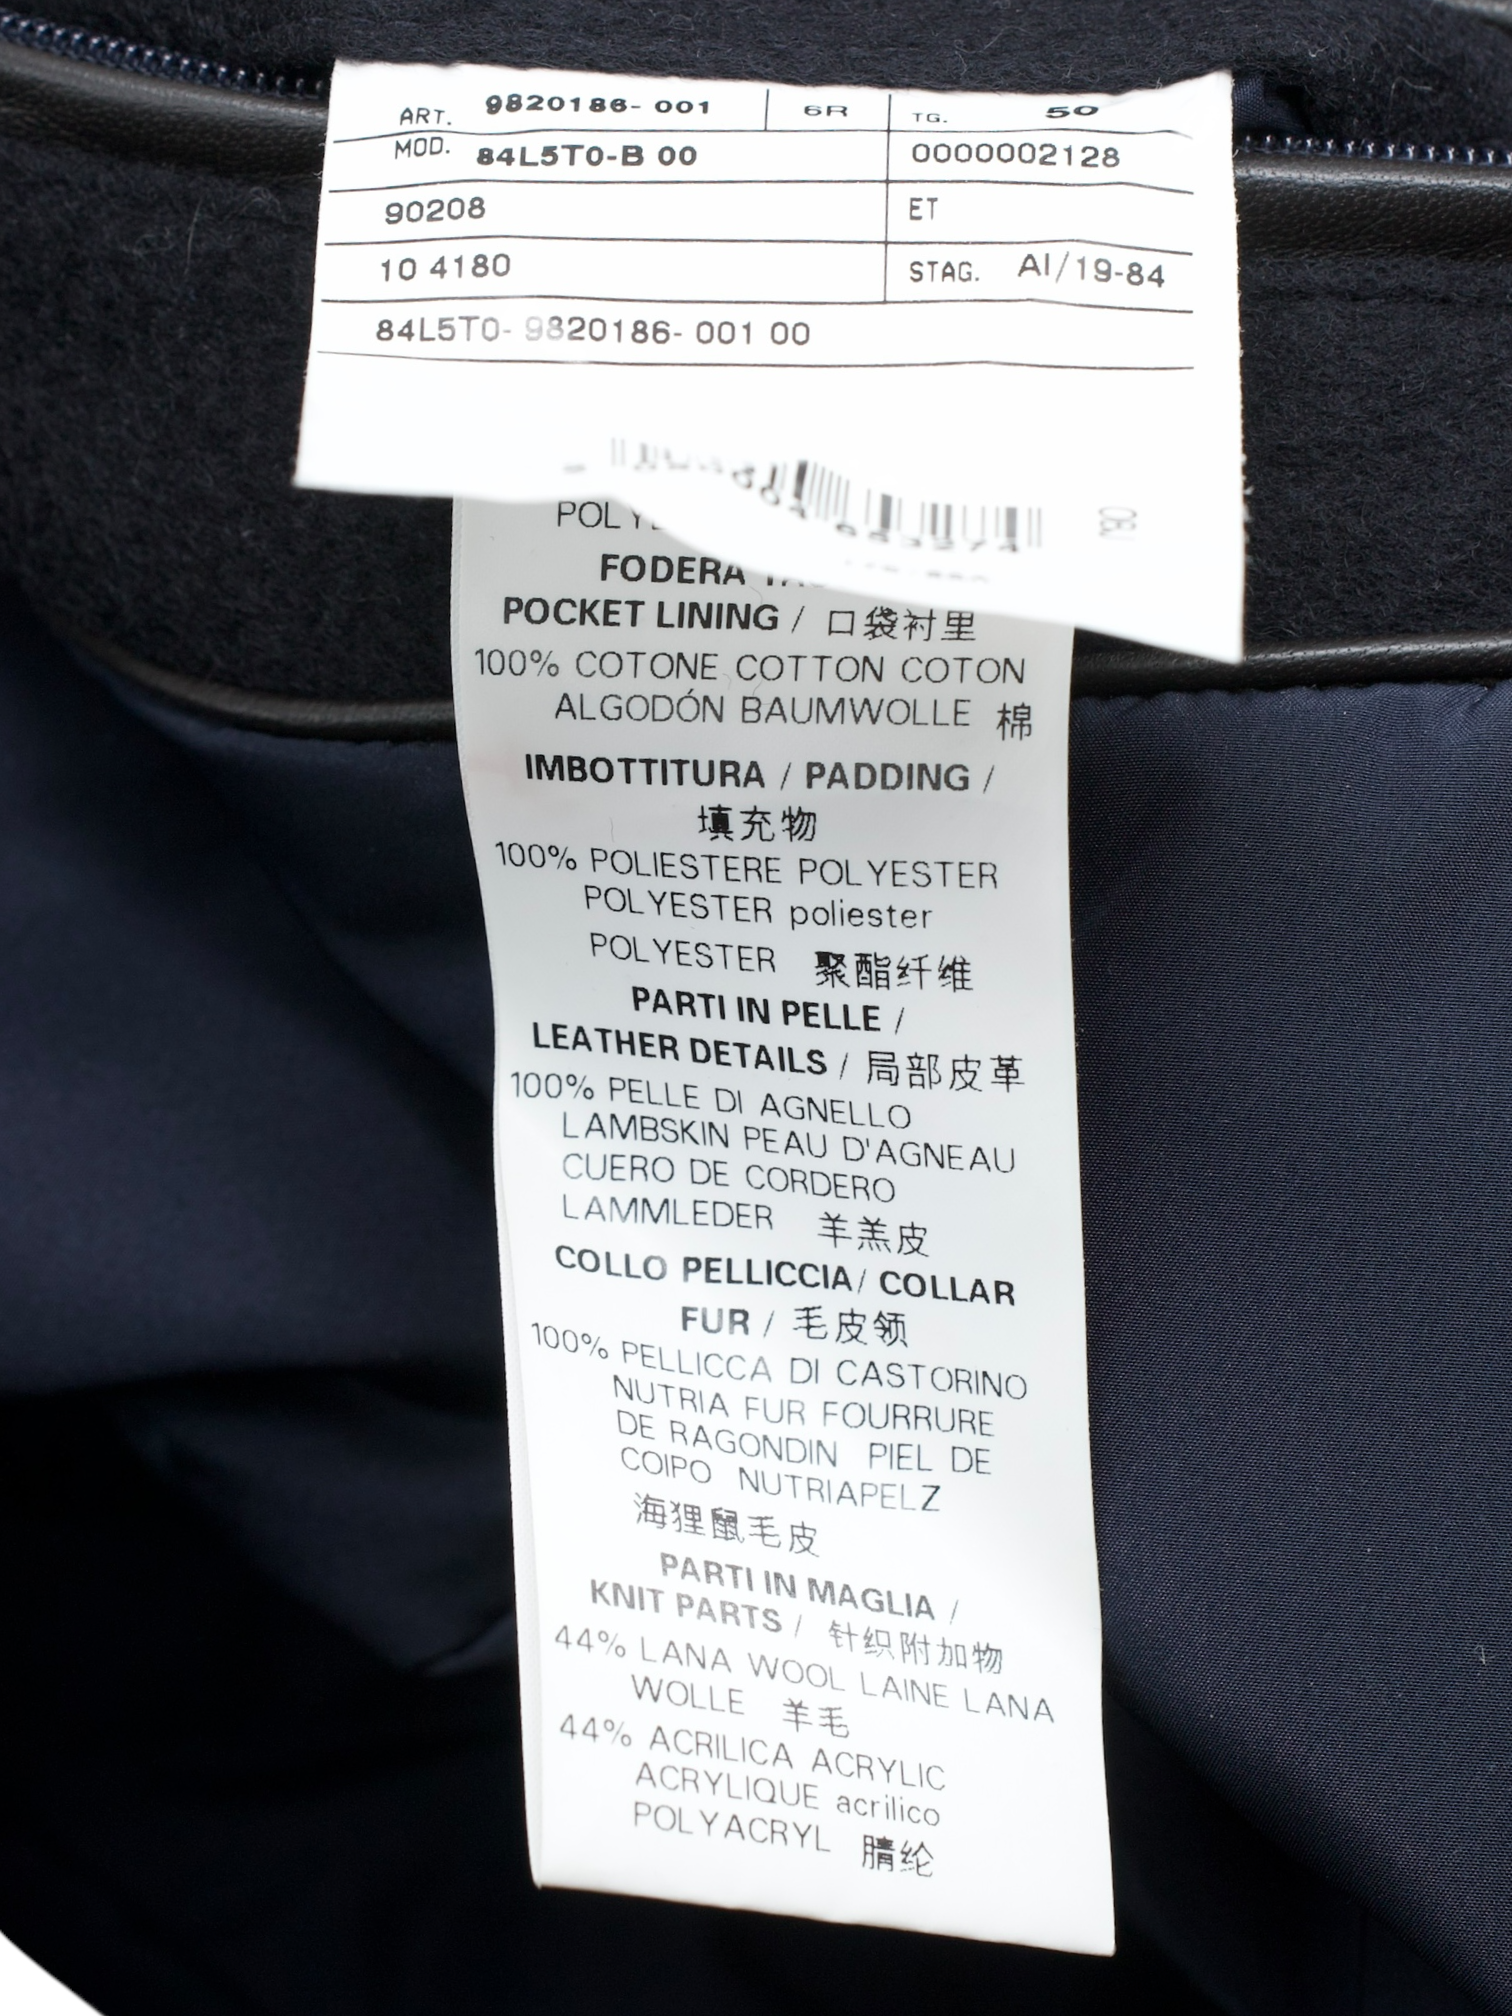 ART. 9820186- 001 6R TG. 50
MOD. 84L5T0-B 00 0000002128
90208 ET
10 4180 STAG. AI/19-84
84L5T0- 9820186- 001 00
FODERA
POCKET LINING / 口袋衬里
100% COTONE COTTON COTON
ALGODÓN BAUMWOLLE 棉
IMBOTTITURA / PADDING /
填充物
100% POLIESTERE POLYESTER
POLYESTER poliester
POLYESTER 聚酯纤维
PARTI IN PELLE /
LEATHER DETAILS / 局部皮革
100% PELLE DI AGNELLO
LAMBSKIN PEAU D'AGNEAU
CUERO DE CORDERO
LAMMLEDER 羊羔皮
COLLO PELLICCIA/ COLLAR
FUR / 毛皮领
100% PELLICCA DI CASTORINO
NUTRIA FUR FOURRURE
DE RAGONDIN PIEL DE
COIPO NUTRIAPELZ
海狸鼠毛皮
PARTI IN MAGLIA /
KNIT PARTS / 针织附加物
44% LANA WOOL LAINE LANA
WOLLE 羊毛
44% ACRILICA ACRYLIC
ACRYLIQUE acrilico
POLYACRYL 腈纶